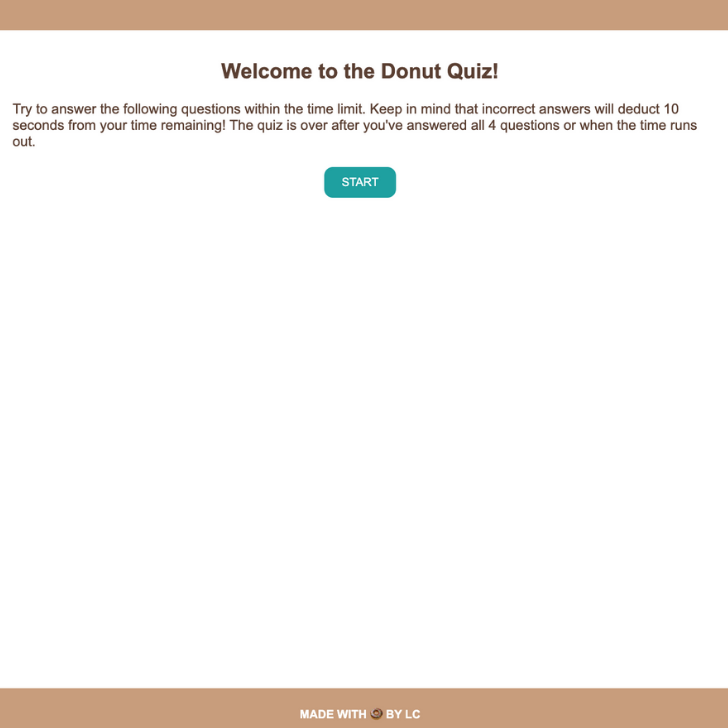 Welcome to the Donut Quiz!
Try to answer the following questions within the time limit. Keep in mind that incorrect answers will deduct 10
seconds from your time remaining! The quiz is over after you've answered all 4 questions or when the time runs
out.
START
MADE WITH 🍩 BY LC